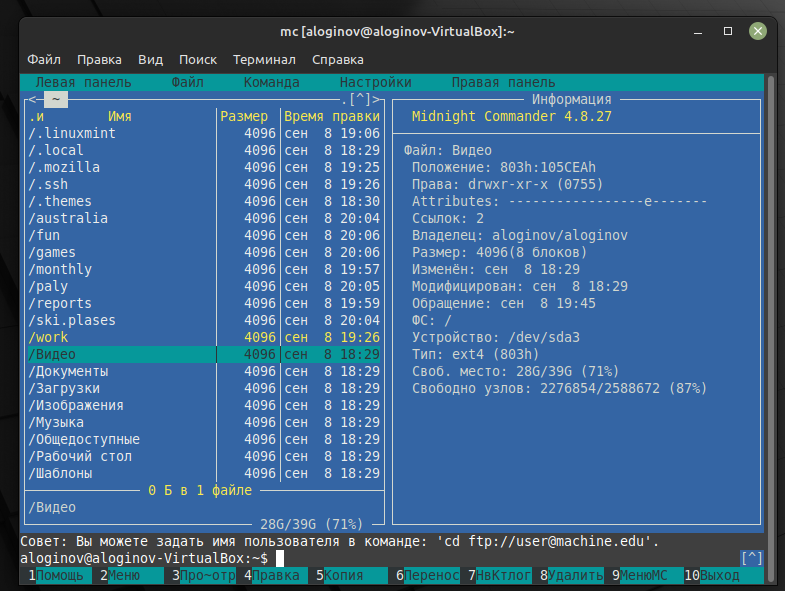 mc [aloginov@aloginov-VirtualBox]:~
Файл Правка Вид Поиск Терминал Справка
Левая панель Файл Команда Настройки Правая панель
<─ ~ ─.[^]>
.и Имя Размер Время правки
/.linuxmint 4096 сен 8 19:06
/.local 4096 сен 8 18:29
/.mozilla 4096 сен 8 19:25
/.ssh 4096 сен 8 19:26
/.themes 4096 сен 8 18:30
/australia 4096 сен 8 20:04
/fun 4096 сен 8 20:06
/games 4096 сен 8 20:06
/monthly 4096 сен 8 19:57
/paly 4096 сен 8 20:05
/reports 4096 сен 8 19:59
/ski.plases 4096 сен 8 20:04
/work 4096 сен 8 19:26
/Видео 4096 сен 8 18:29
/Документы 4096 сен 8 18:29
/Загрузки 4096 сен 8 18:29
/Изображения 4096 сен 8 18:29
/Музыка 4096 сен 8 18:29
/Общедоступные 4096 сен 8 18:29
/Рабочий стол 4096 сен 8 18:29
/Шаблоны 4096 сен 8 18:29
0 Б в 1 файле
/Видео
28G/39G (71%)
Информация
Midnight Commander 4.8.27
Файл: Видео
Положение: 803h:105CEAh
Права: drwxr-xr-x (0755)
Attributes: -----------------e-------
Ссылок: 2
Владелец: aloginov/aloginov
Размер: 4096(8 блоков)
Изменён: сен 8 18:29
Модифицирован: сен 8 18:29
Обращение: сен 8 19:45
ФС: /
Устройство: /dev/sda3
Тип: ext4 (803h)
Своб. место: 28G/39G (71%)
Свободно узлов: 2276854/2588672 (87%)
Совет: Вы можете задать имя пользователя в команде: 'cd ftp://user@machine.edu'.
aloginov@aloginov-VirtualBox:~$ [^]
1Помощь 2Меню 3Про~отр 4Правка 5Копия 6Перенос 7НвКтлог 8Удалить 9МенюМС 10Выход